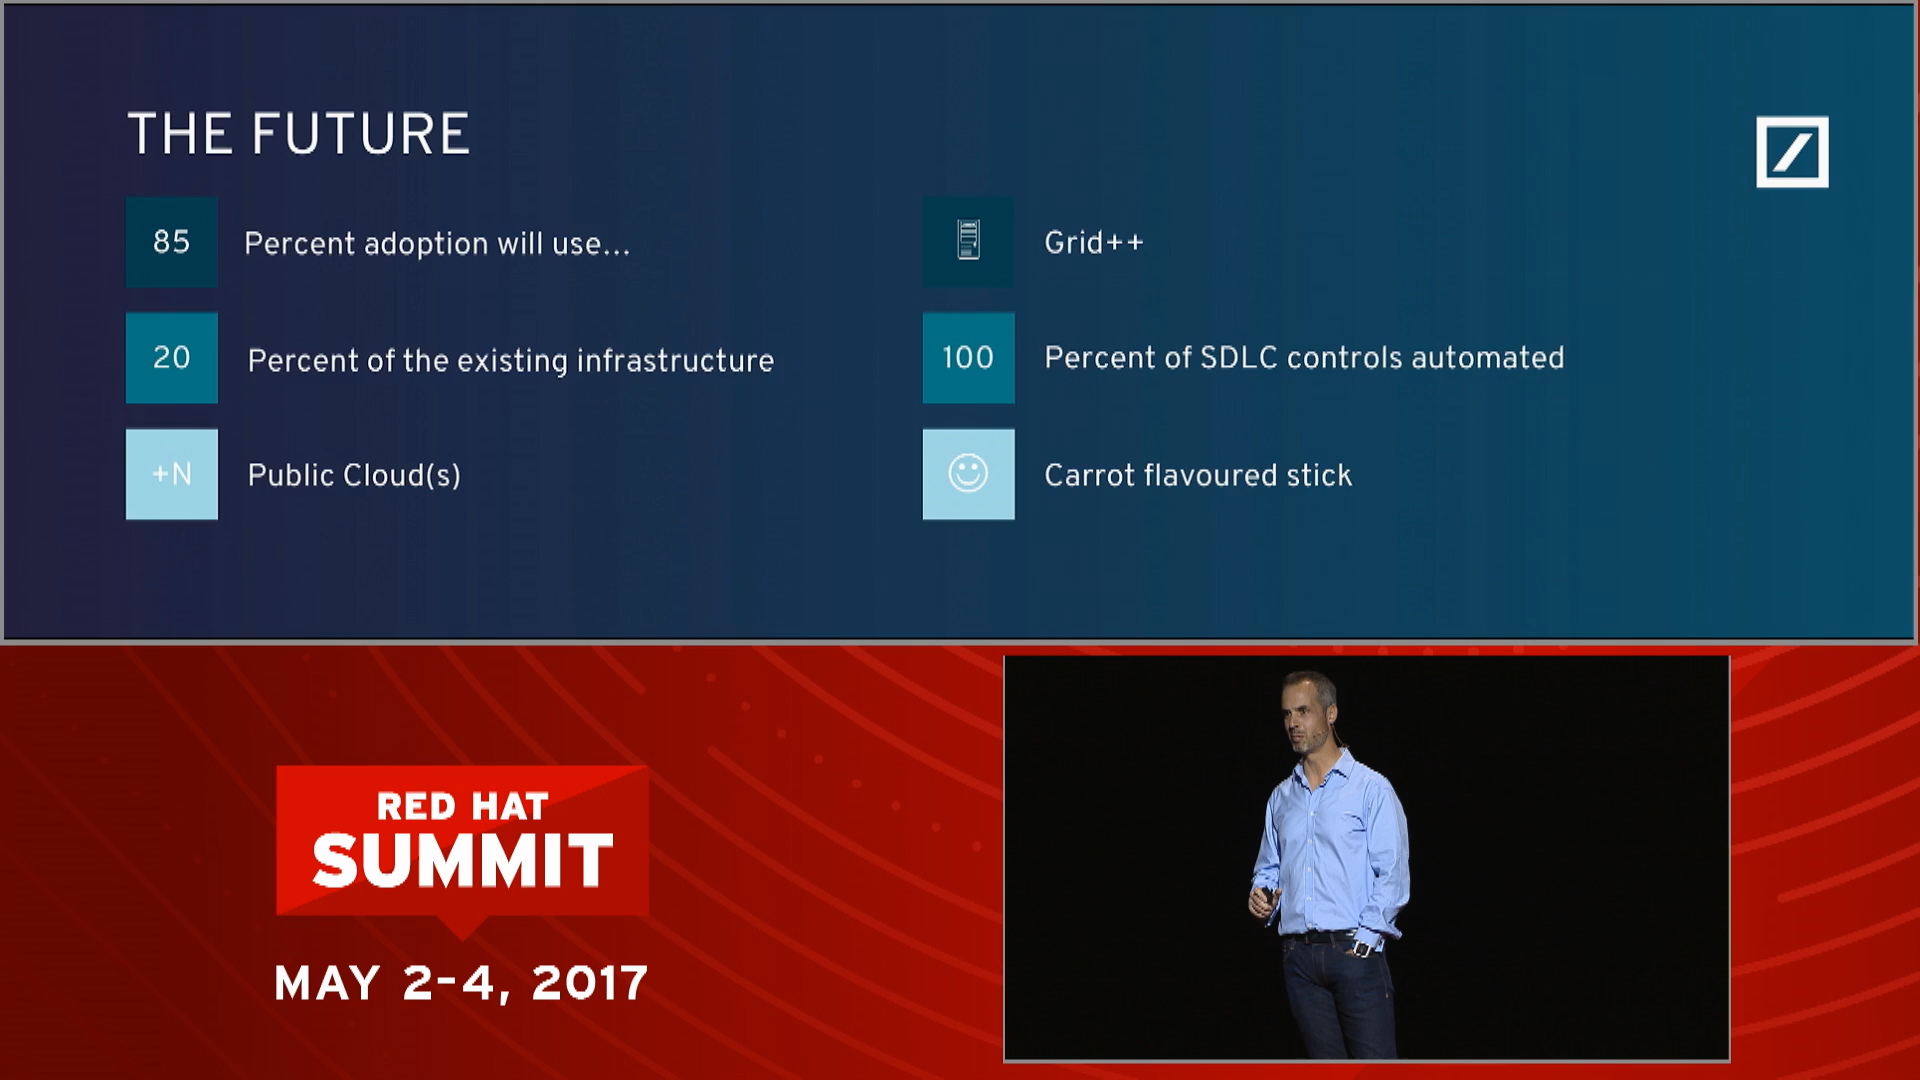 THE FUTURE
85 Percent adoption will use...
20 Percent of the existing infrastructure
+N Public Cloud(s)
Grid++
100 Percent of SDLC controls automated
Carrot flavoured stick
RED HAT
SUMMIT
MAY 2-4, 2017